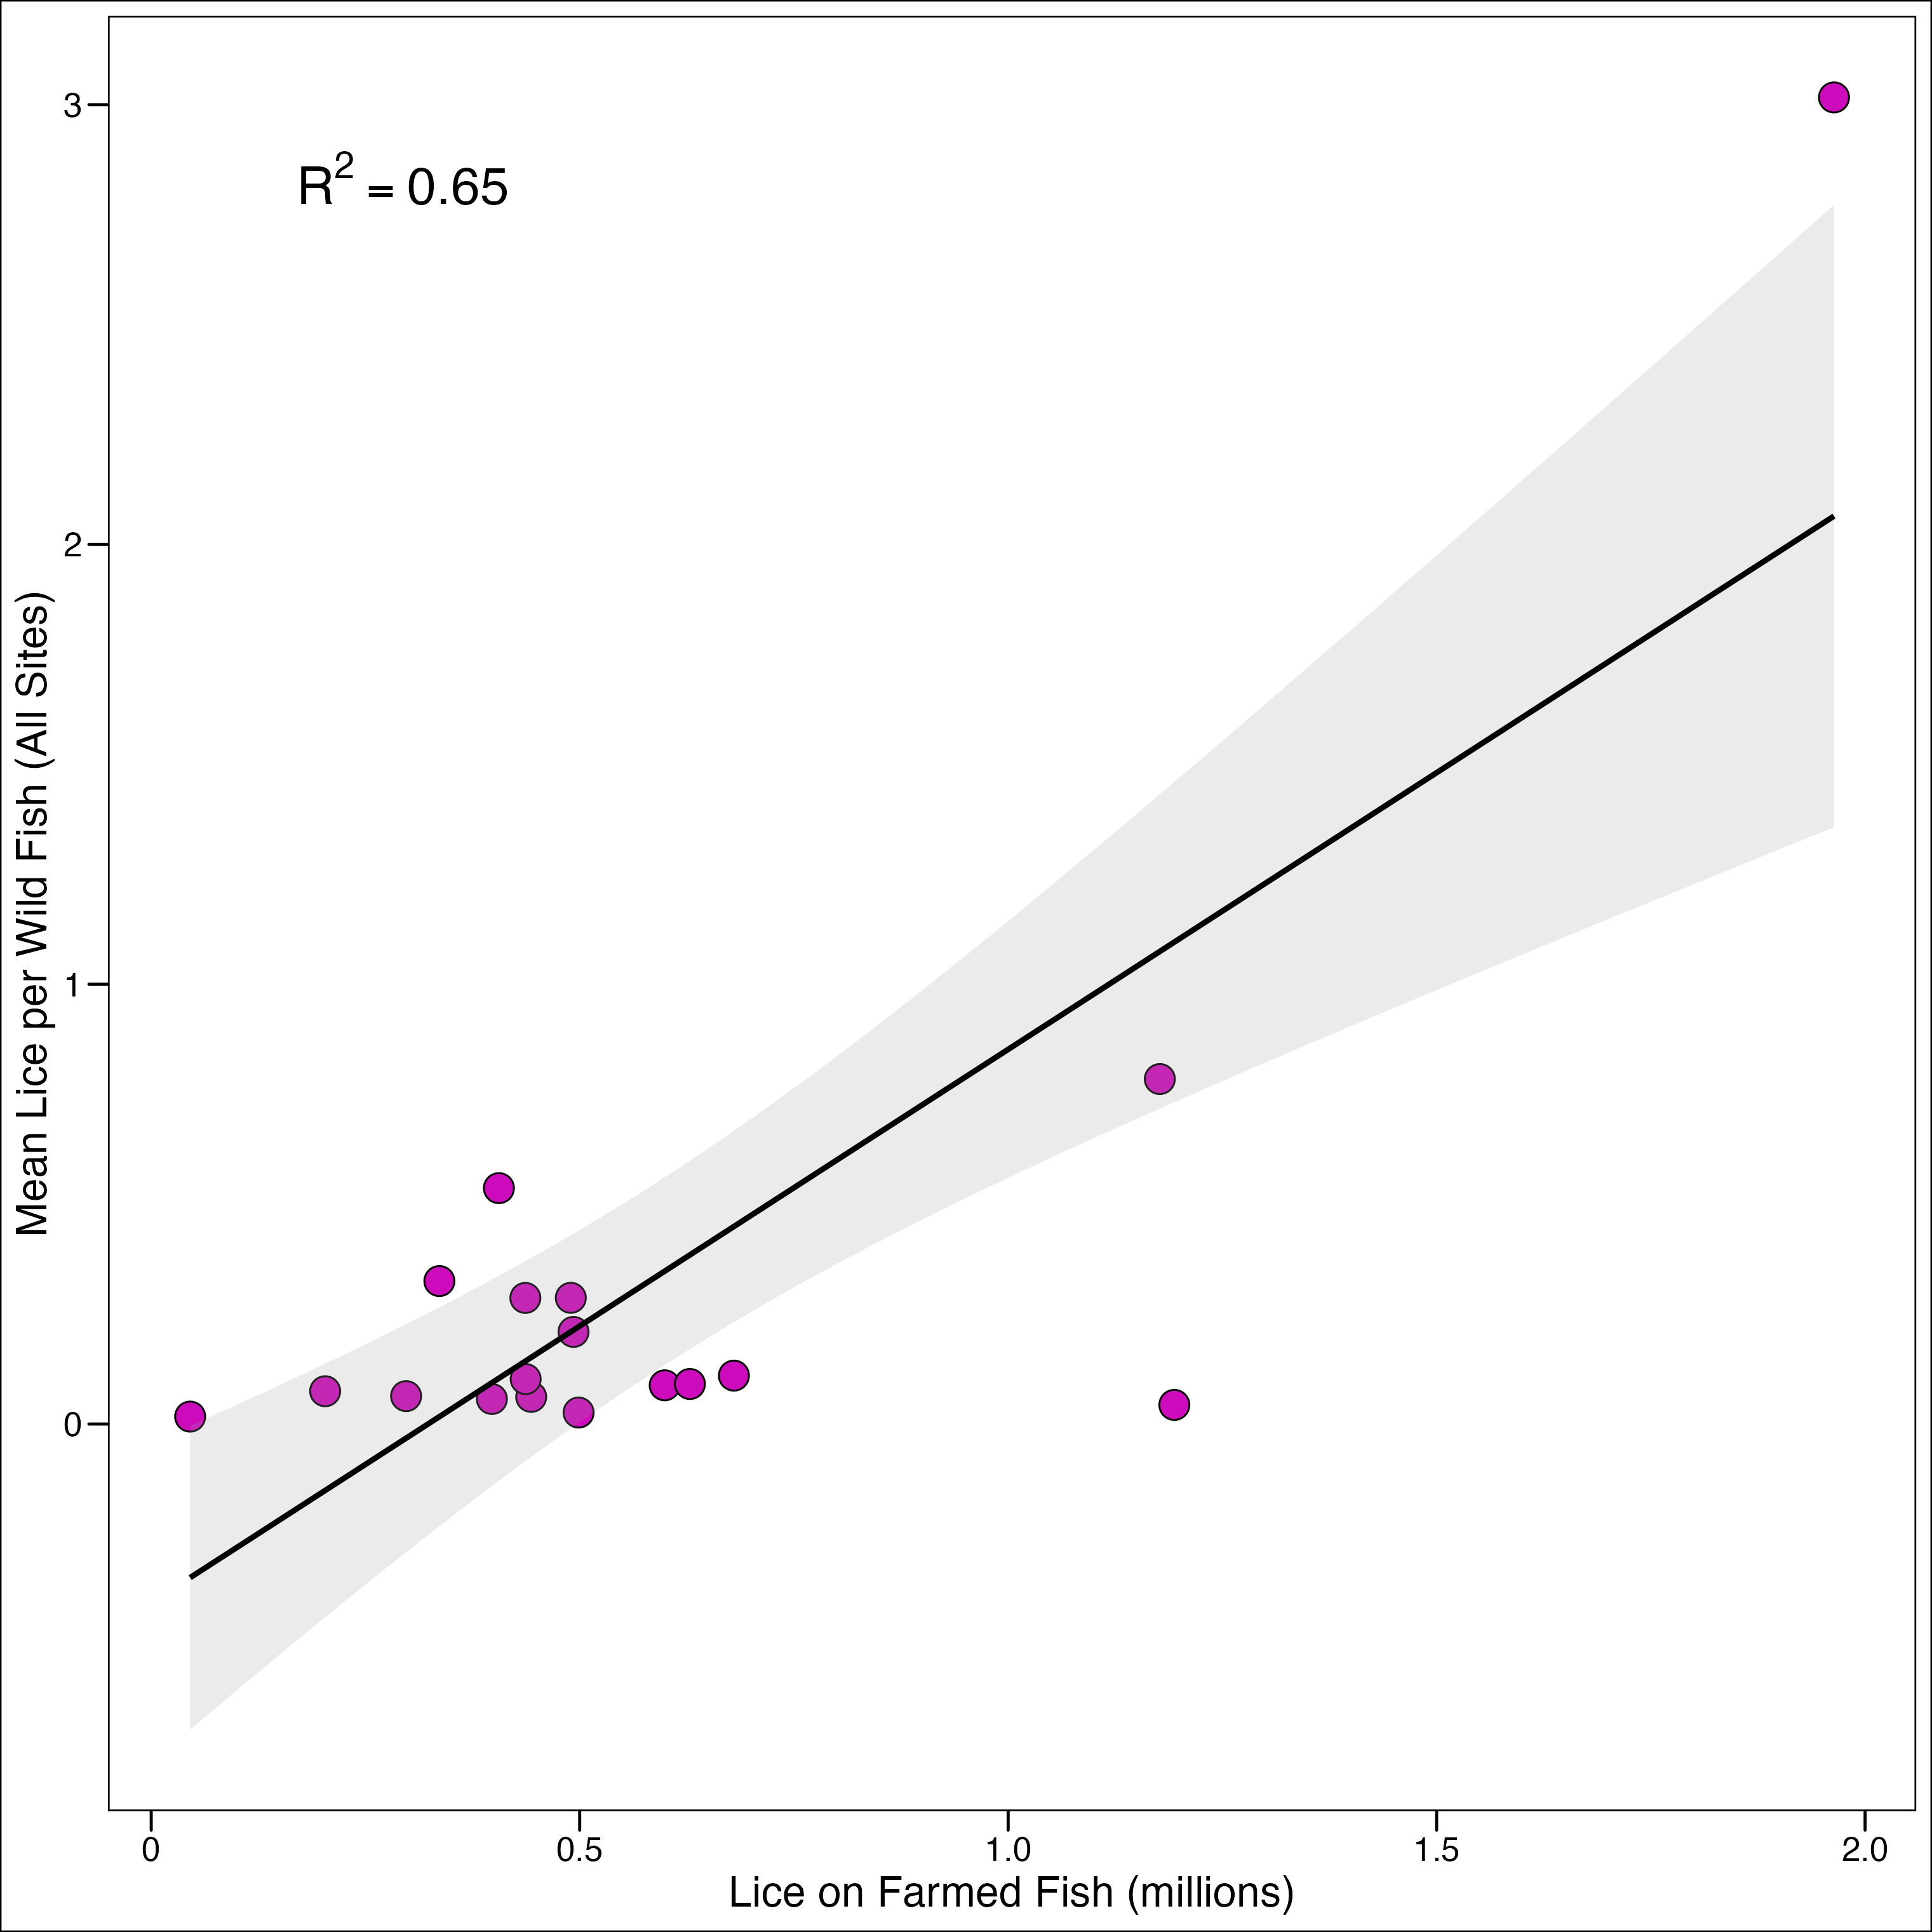 R² = 0.65
Mean Lice per Wild Fish (All Sites)
3
2
1
0
0 0.5 1.0 1.5 2.0
Lice on Farmed Fish (millions)